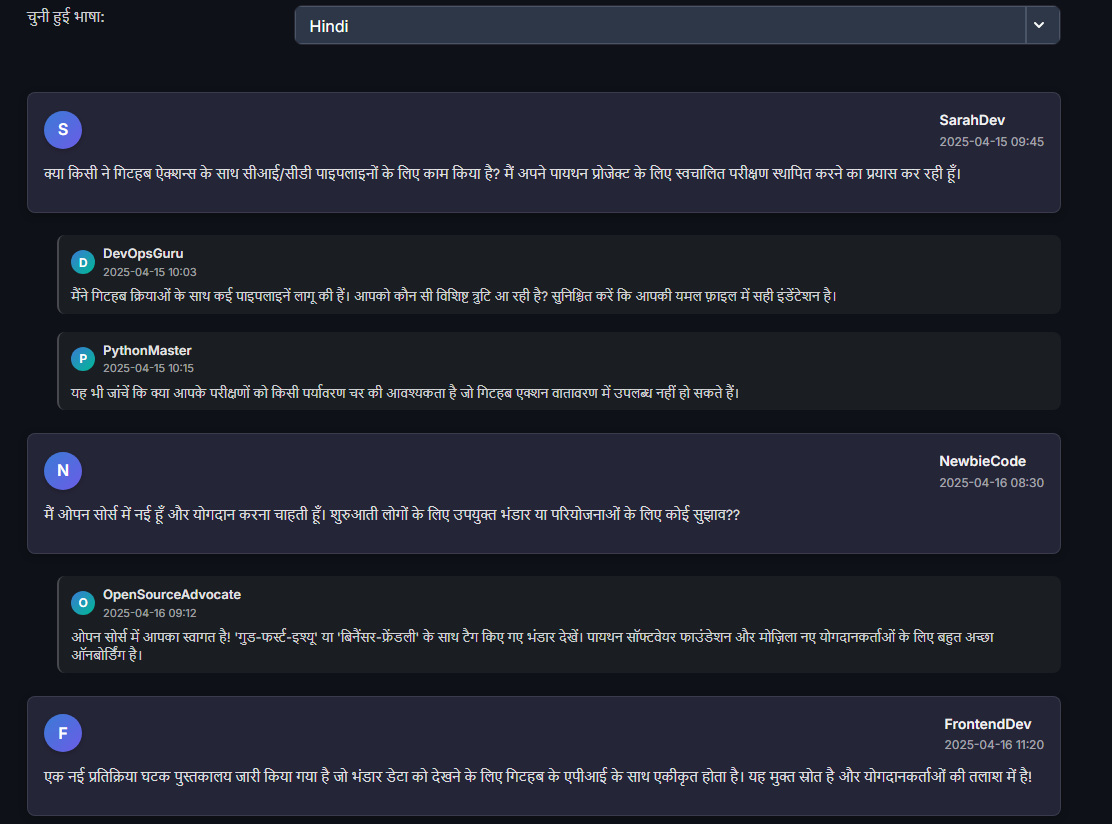 चुनी हुई भाषा:
Hindi
S
SarahDev
2025-04-15 09:45
क्या किसी ने गिटहब ऐक्शन्स के साथ सीआई/सीडी पाइपलाइनों के लिए काम किया है? मैं अपने पायथन प्रोजेक्ट के लिए स्वचालित परीक्षण स्थापित करने का प्रयास कर रही हूँ।
D
DevOpsGuru
2025-04-15 10:03
मैंने गिटहब क्रियाओं के साथ कई पाइपलाइनें लागू की हैं। आपको कौन सी विशिष्ट त्रुटि आ रही है? सुनिश्चित करें कि आपकी यमल फ़ाइल में सही इंडेंटेशन है।
P
PythonMaster
2025-04-15 10:15
यह भी जांचें कि क्या आपके परीक्षणों को किसी पर्यावरण चर की आवश्यकता है जो गिटहब एक्शन वातावरण में उपलब्ध नहीं हो सकते हैं।
N
NewbieCode
2025-04-16 08:30
मैं ओपन सोर्स में नई हूँ और योगदान करना चाहती हूँ। शुरुआती लोगों के लिए उपयुक्त भंडार या परियोजनाओं के लिए कोई सुझाव??
O
OpenSourceAdvocate
2025-04-16 09:12
ओपन सोर्स में आपका स्वागत है! 'गुड-फर्स्ट-इश्यू' या 'बिनैंसर-फ्रेंडली' के साथ टैग किए गए भंडार देखें। पायथन सॉफ्टवेयर फाउंडेशन और मोज़िला नए योगदानकर्ताओं के लिए बहुत अच्छा
ऑनबोर्डिंग है।
F
FrontendDev
2025-04-16 11:20
एक नई प्रतिक्रिया घटक पुस्तकालय जारी किया गया है जो भंडार डेटा को देखने के लिए गिटहब के एपीआई के साथ एकीकृत होता है। यह मुक्त स्रोत है और योगदानकर्ताओं की तलाश में है!